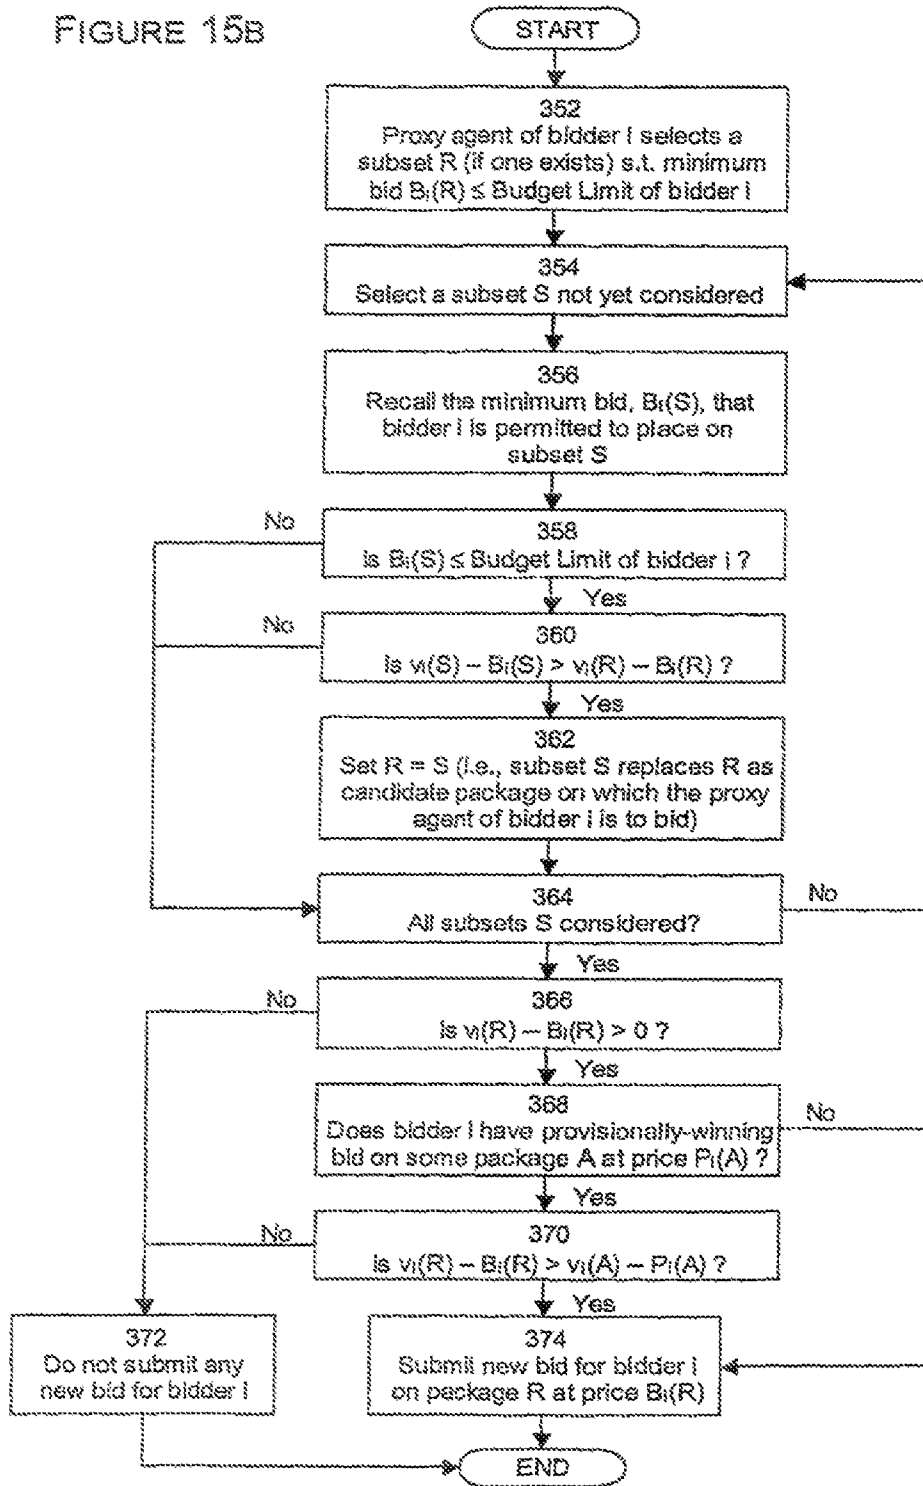 FIGURE 15B
START
352
Proxy agent of bidder i selects a
subset R (if one exists) s.t. minimum
bid Bi(R) ≤ Budget Limit of bidder i
354
Select a subset S not yet considered
356
Recall the minimum bid, Bi(S), that
bidder i is permitted to place on
subset S
No
358
Is Bi(S) ≤ Budget Limit of bidder i ?
Yes
No
360
Is vi(S) – Bi(S) > vi(R) – Bi(R) ?
Yes
362
Set R = S (i.e., subset S replaces R as
candidate package on which the proxy
agent of bidder i is to bid)
364
All subsets S considered?
No
Yes
No
366
Is vi(R) – Bi(R) > 0 ?
Yes
368
Does bidder i have provisionally-winning
bid on some package A at price Pi(A) ?
No
Yes
No
370
Is vi(R) – Bi(R) > vi(A) – Pi(A) ?
Yes
372
Do not submit any
new bid for bidder i
374
Submit new bid for bidder i
on package R at price Bi(R)
END